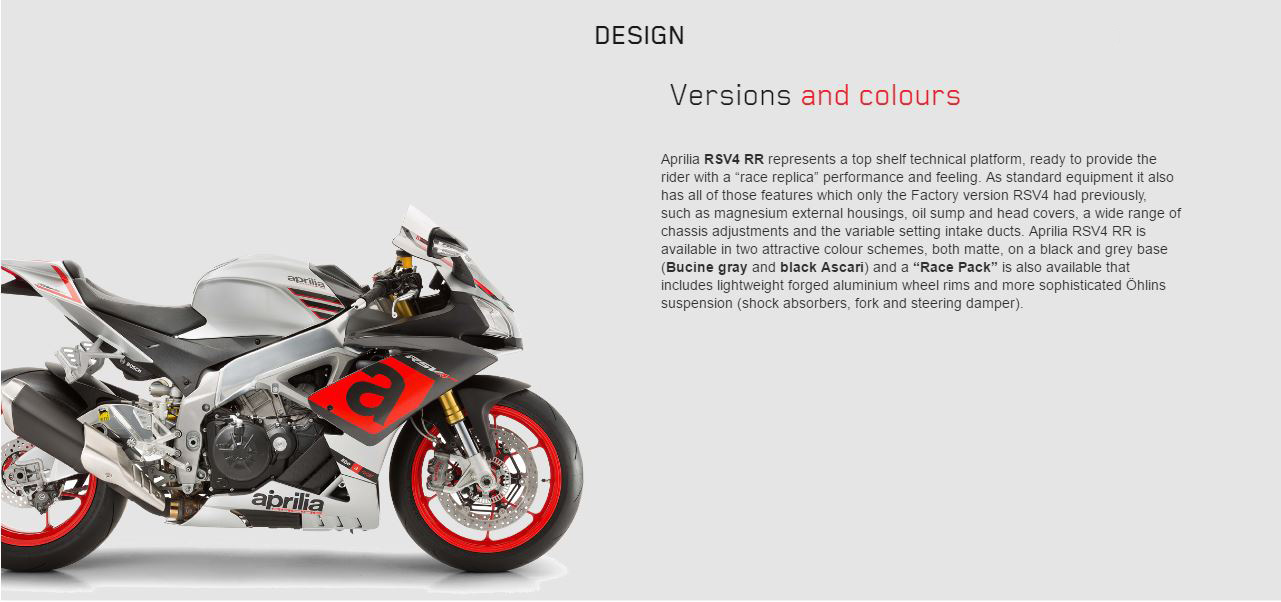 DESIGN
Versions and colours
Aprilia RSV4 RR represents a top shelf technical platform, ready to provide the
rider with a “race replica” performance and feeling. As standard equipment it also
has all of those features which only the Factory version RSV4 had previously,
such as magnesium external housings, oil sump and head covers, a wide range of
chassis adjustments and the variable setting intake ducts. Aprilia RSV4 RR is
available in two attractive colour schemes, both matte, on a black and grey base
(Bucine gray and black Ascari) and a “Race Pack” is also available that
includes lightweight forged aluminium wheel rims and more sophisticated Öhlins
suspension (shock absorbers, fork and steering damper).
aprilia
RSV4
BOSCH
a
aprilia